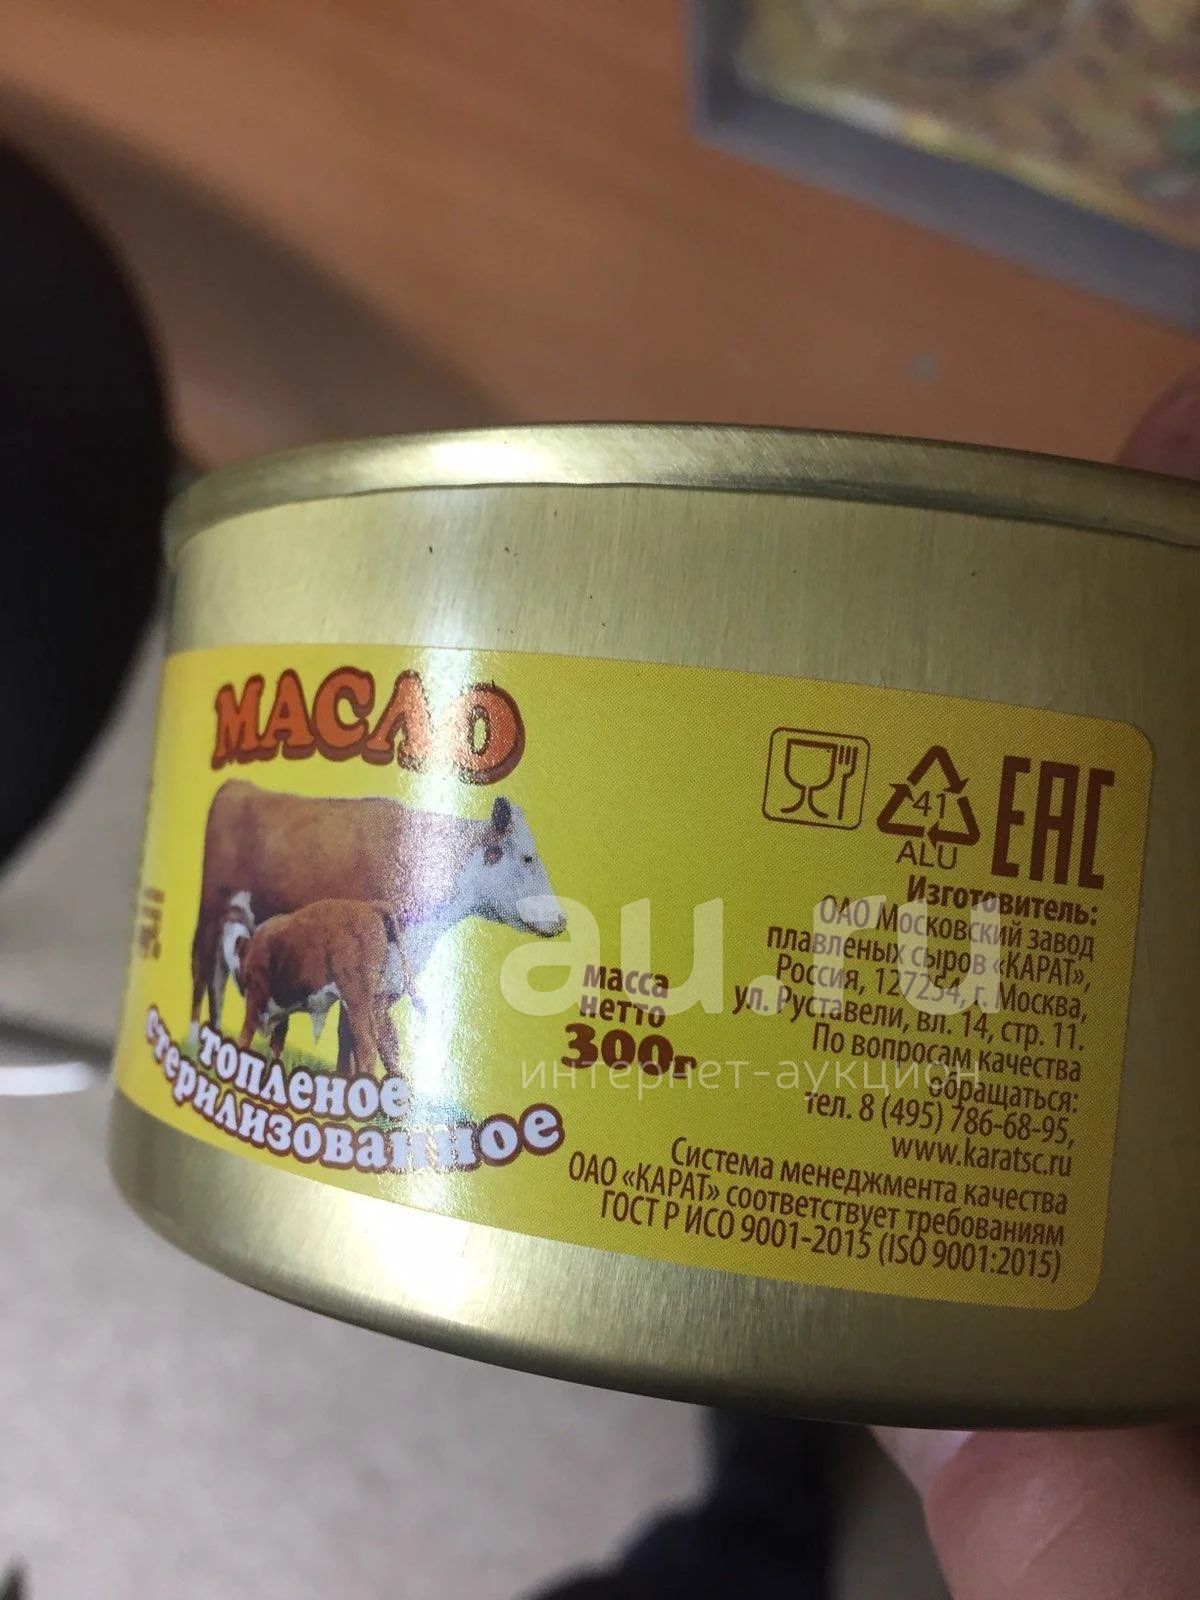 МАСЛО
топленое
стерилизованное
масса
нетто
300г
41
ALU
EAC
Изготовитель:
ОАО Московский завод
плавленых сыров «КАРАТ»,
Россия, 127254, г. Москва,
ул. Руставели, вл. 14, стр. 11.
По вопросам качества
обращаться:
тел. 8 (495) 786-68-95,
www.karatsc.ru
Система менеджмента качества
ОАО «КАРАТ» соответствует требованиям
ГОСТ Р ИСО 9001-2015 (ISO 9001:2015)
au.ru
интернет-аукцион